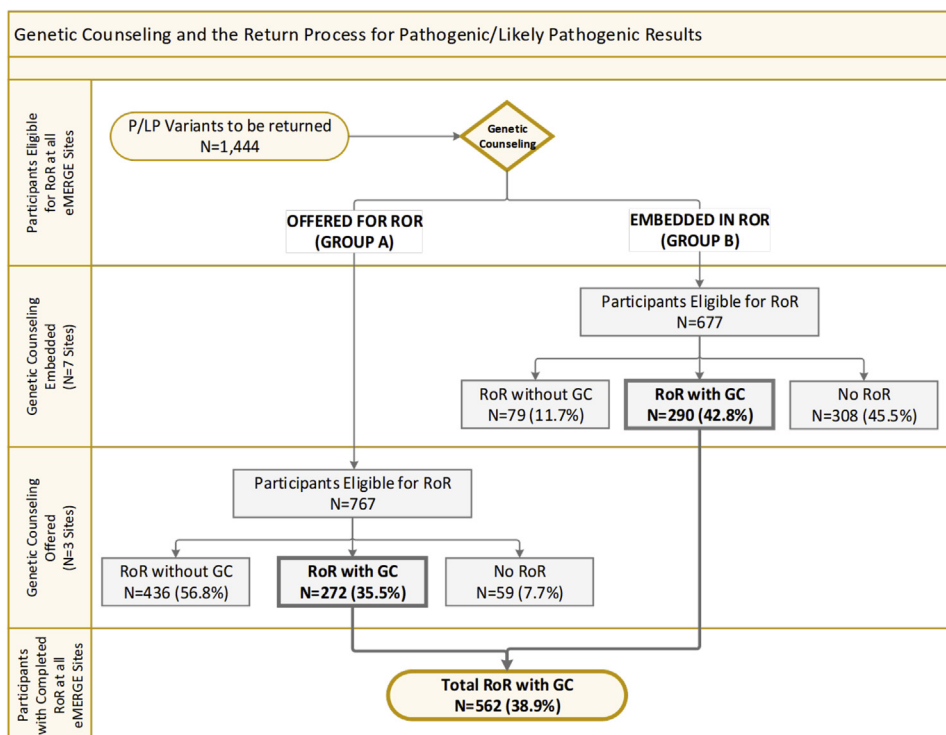 Genetic Counseling and the Return Process for Pathogenic/Likely Pathogenic Results
Participants Eligible
for RoR at all
eMERGE Sites
P/LP Variants to be returned
N=1,444
Genetic
Counseling
OFFERED FOR ROR
(GROUP A)
EMBEDDED IN ROR
(GROUP B)
Genetic Counseling
Embedded
(N=7 Sites)
Participants Eligible for RoR
N=677
RoR without GC
N=79 (11.7%)
RoR with GC
N=290 (42.8%)
No RoR
N=308 (45.5%)
Genetic Counseling
Offered
(N=3 Sites)
Participants Eligible for RoR
N=767
RoR without GC
N=436 (56.8%)
RoR with GC
N=272 (35.5%)
No RoR
N=59 (7.7%)
Participants
with Completed
RoR at all
eMERGE Sites
Total RoR with GC
N=562 (38.9%)